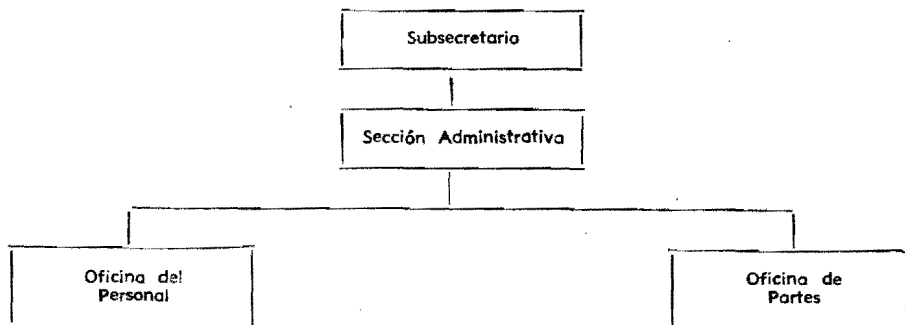 Subsecretario
Sección Administrativa
Oficina del
Personal
Oficina de
Partes